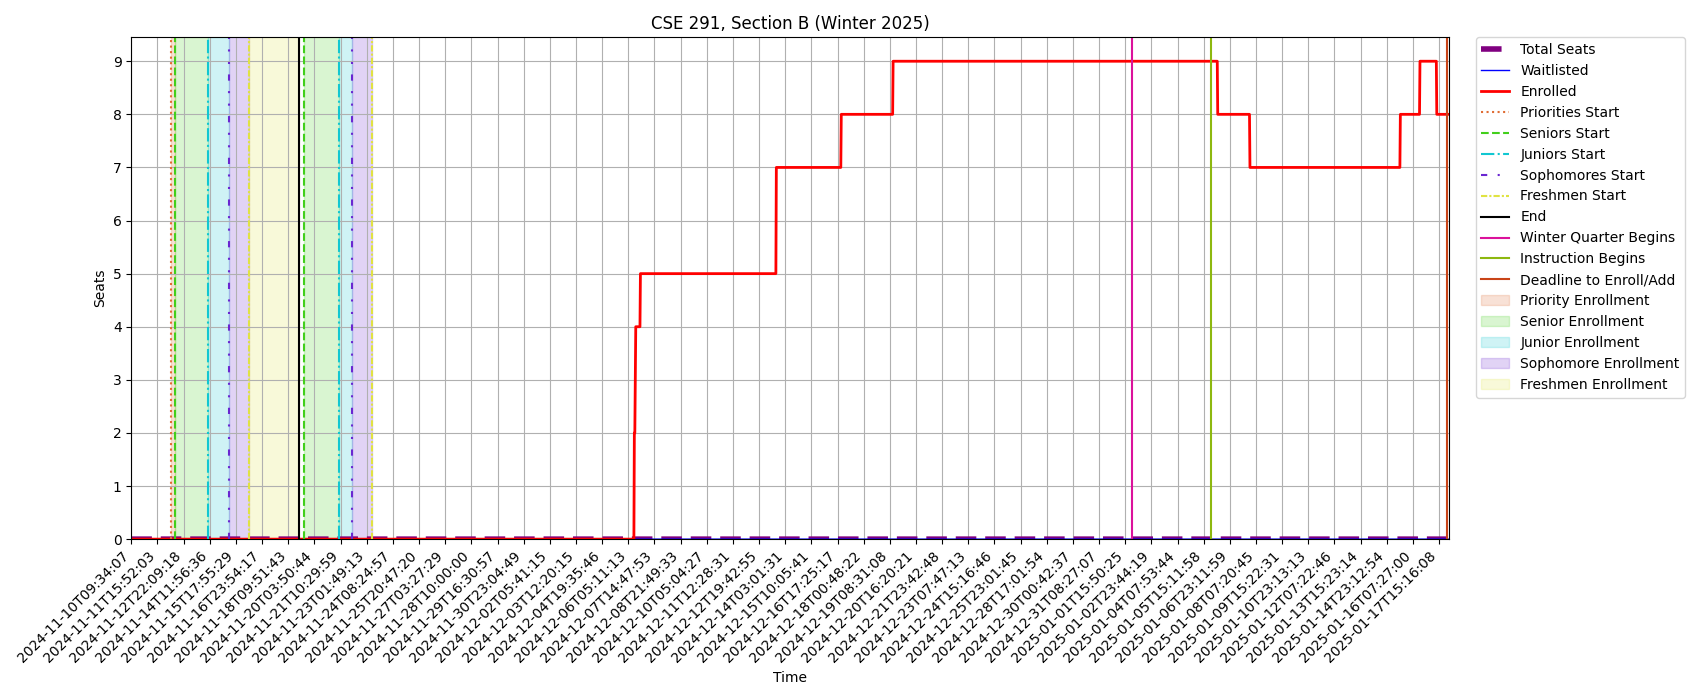 CSE 291, Section B (Winter 2025)
Seats
9
8
7
6
5
4
3
2
1
0
2024-11-10T09:34:07
2024-11-11T15:52:03
2024-11-12T22:09:18
2024-11-14T11:56:36
2024-11-15T17:55:29
2024-11-16T23:54:17
2024-11-18T09:51:43
2024-11-20T03:50:44
2024-11-21T10:29:59
2024-11-23T01:49:13
2024-11-24T08:24:57
2024-11-25T20:47:20
2024-11-27T03:27:29
2024-11-28T10:00:00
2024-11-29T16:30:57
2024-11-30T23:04:49
2024-12-02T05:41:15
2024-12-03T12:20:15
2024-12-04T19:35:46
2024-12-06T05:11:13
2024-12-07T14:47:53
2024-12-08T21:49:33
2024-12-10T05:04:27
2024-12-11T12:28:31
2024-12-12T19:42:55
2024-12-14T03:01:31
2024-12-15T10:05:41
2024-12-16T17:25:17
2024-12-18T00:48:22
2024-12-19T08:31:08
2024-12-20T16:20:21
2024-12-21T23:42:48
2024-12-23T07:47:13
2024-12-24T15:16:46
2024-12-25T23:01:45
2024-12-28T17:01:54
2024-12-30T00:42:37
2024-12-31T08:27:07
2025-01-01T15:50:25
2025-01-02T23:44:19
2025-01-04T07:53:44
2025-01-05T15:11:58
2025-01-06T23:11:59
2025-01-08T07:20:45
2025-01-09T15:22:31
2025-01-10T23:13:13
2025-01-12T07:22:46
2025-01-13T15:23:14
2025-01-14T23:12:54
2025-01-16T07:27:00
2025-01-17T15:16:08
Time
Total Seats
Waitlisted
Enrolled
Priorities Start
Seniors Start
Juniors Start
Sophomores Start
Freshmen Start
End
Winter Quarter Begins
Instruction Begins
Deadline to Enroll/Add
Priority Enrollment
Senior Enrollment
Junior Enrollment
Sophomore Enrollment
Freshmen Enrollment